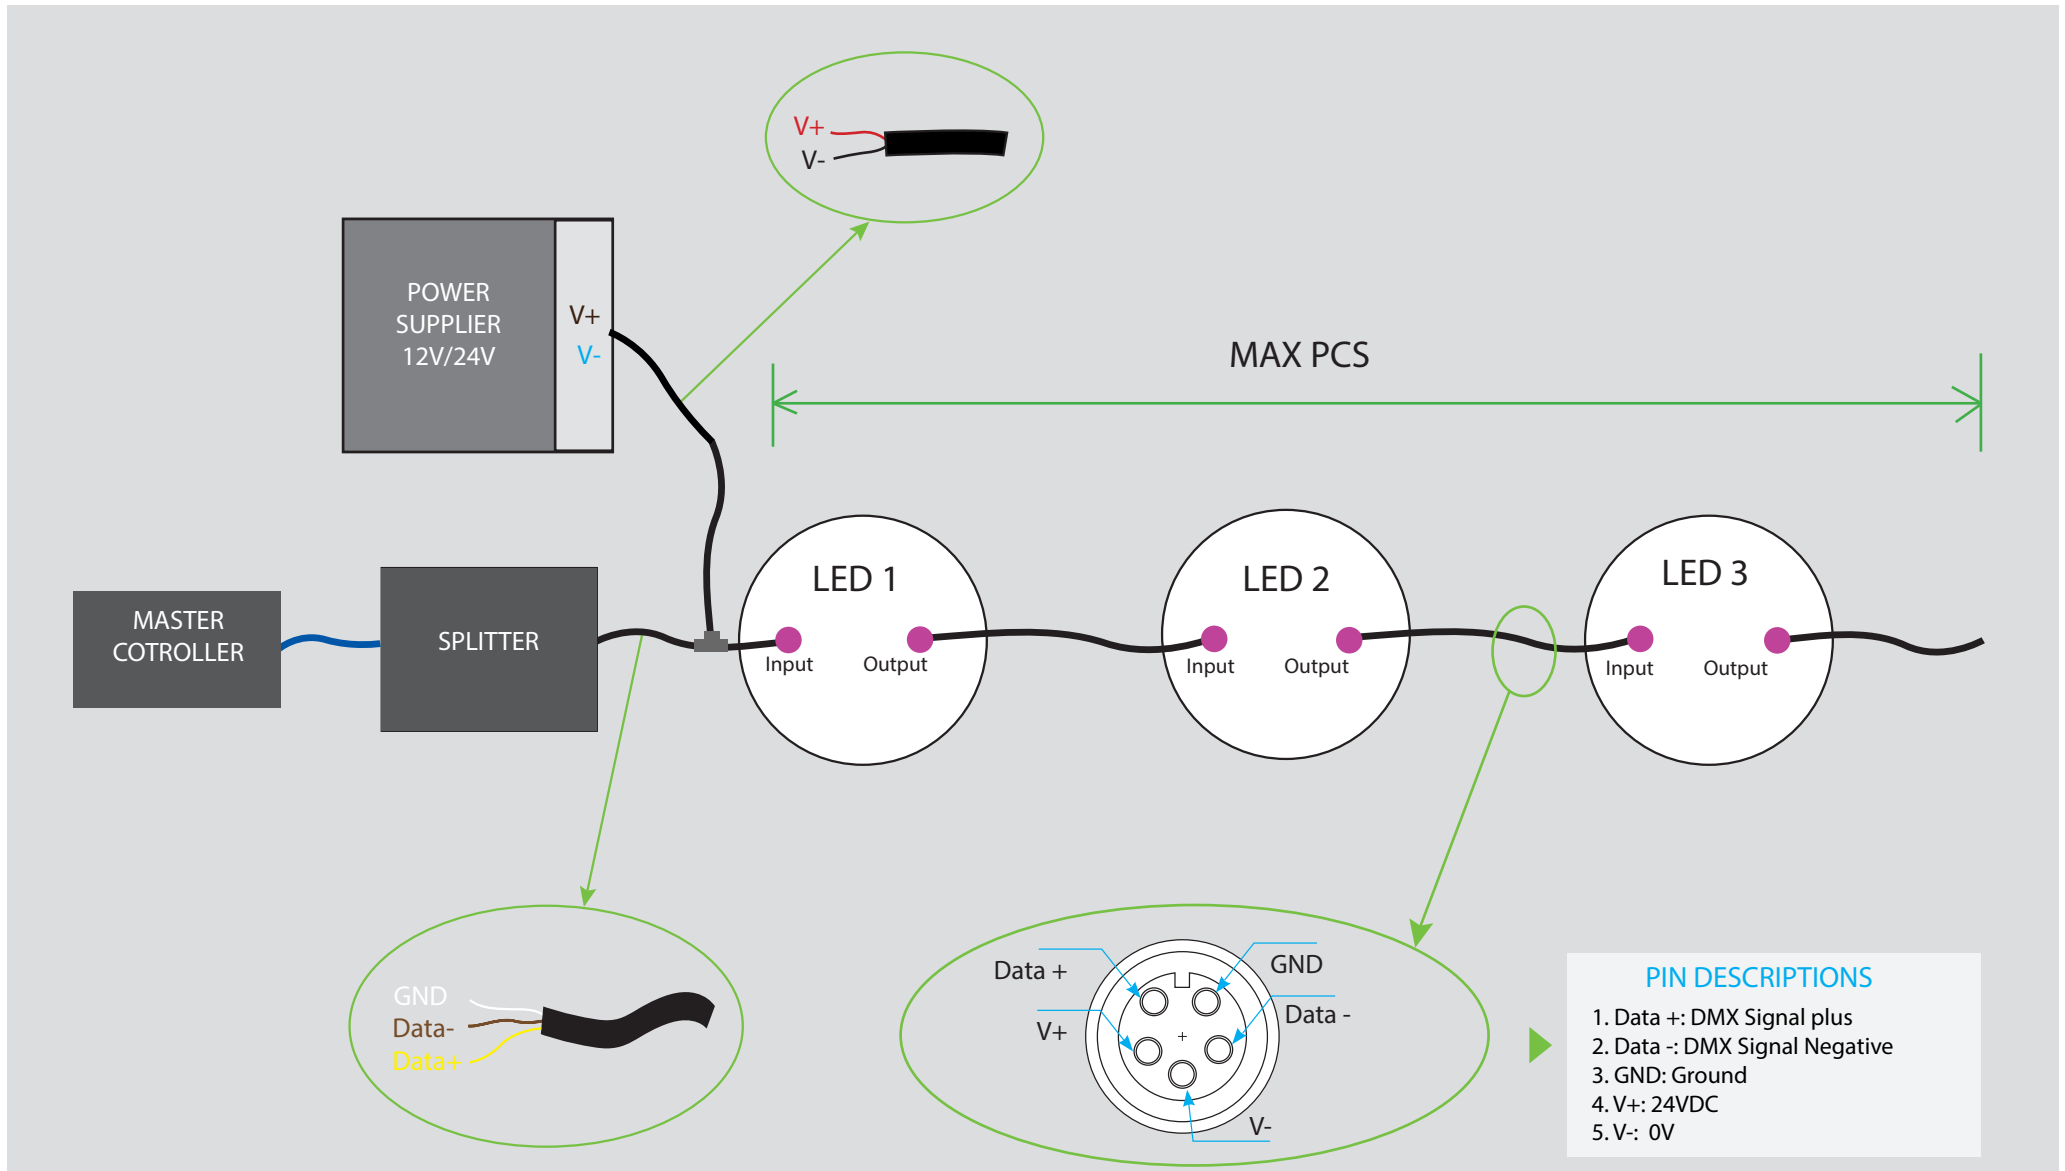 V+
V-
POWER
SUPPLIER
12V/24V
V+
V-
MAX PCS
MASTER
COTROLLER
SPLITTER
LED 1
Input
Output
LED 2
Input
Output
LED 3
Input
Output
GND
Data-
Data+
Data +
GND
V+
Data -
V-
PIN DESCRIPTIONS
1. Data +: DMX Signal plus
2. Data -: DMX Signal Negative
3. GND: Ground
4. V+: 24VDC
5. V-: 0V